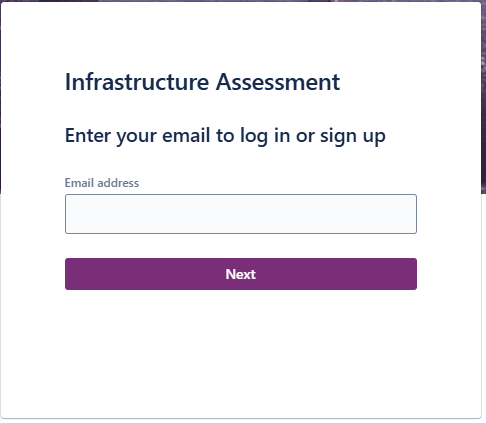 Infrastructure Assessment
Enter your email to log in or sign up
Email address
Next